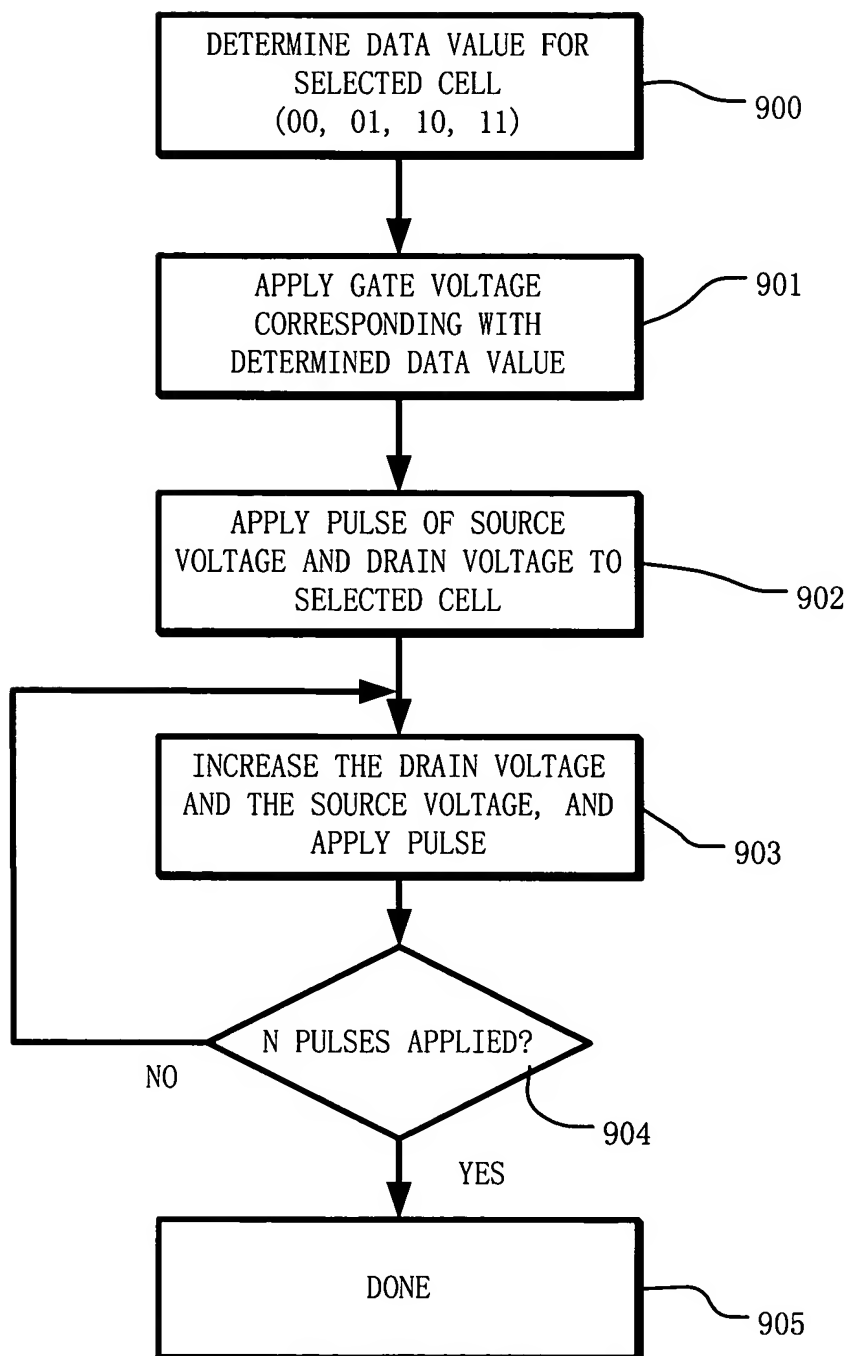 DETERMINE DATA VALUE FOR
SELECTED CELL
(00, 01, 10, 11)
900
APPLY GATE VOLTAGE
CORRESPONDING WITH
DETERMINED DATA VALUE
901
APPLY PULSE OF SOURCE
VOLTAGE AND DRAIN VOLTAGE TO
SELECTED CELL
902
INCREASE THE DRAIN VOLTAGE
AND THE SOURCE VOLTAGE, AND
APPLY PULSE
903
N PULSES APPLIED?
NO
904
YES
DONE
905